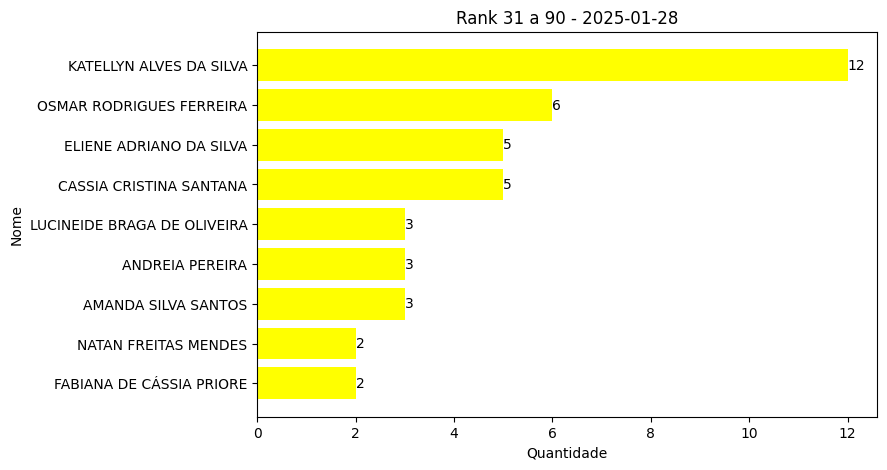 Rank 31 a 90 - 2025-01-28
KATELLYN ALVES DA SILVA 12
OSMAR RODRIGUES FERREIRA 6
ELIENE ADRIANO DA SILVA 5
CASSIA CRISTINA SANTANA 5
LUCINEIDE BRAGA DE OLIVEIRA 3
ANDREIA PEREIRA 3
AMANDA SILVA SANTOS 3
NATAN FREITAS MENDES 2
FABIANA DE CÁSSIA PRIORE 2
Nome
0 2 4 6 8 10 12
Quantidade